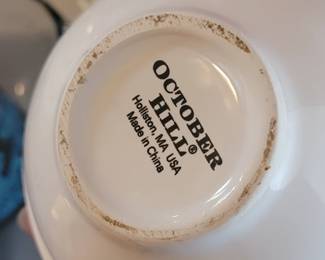 OCTOBER
HILL®
Holliston, MA USA
Made in China